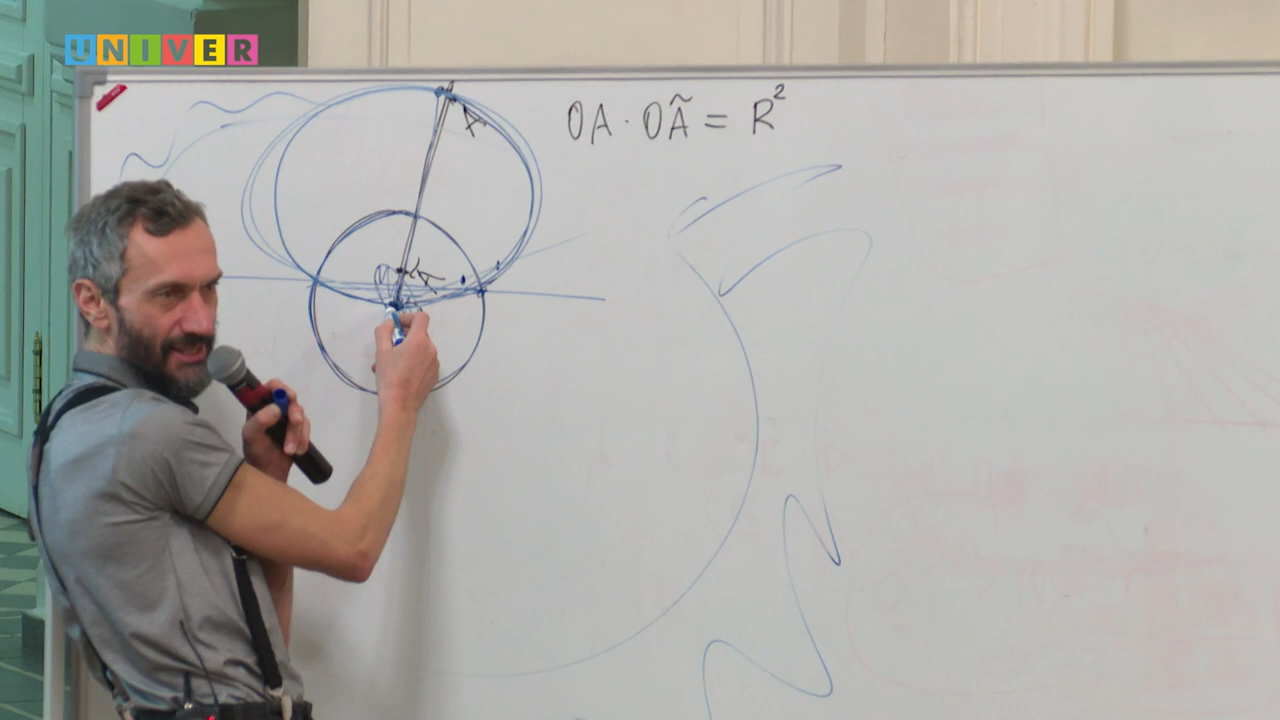 UNIVER
OA · OÃ = R²
A